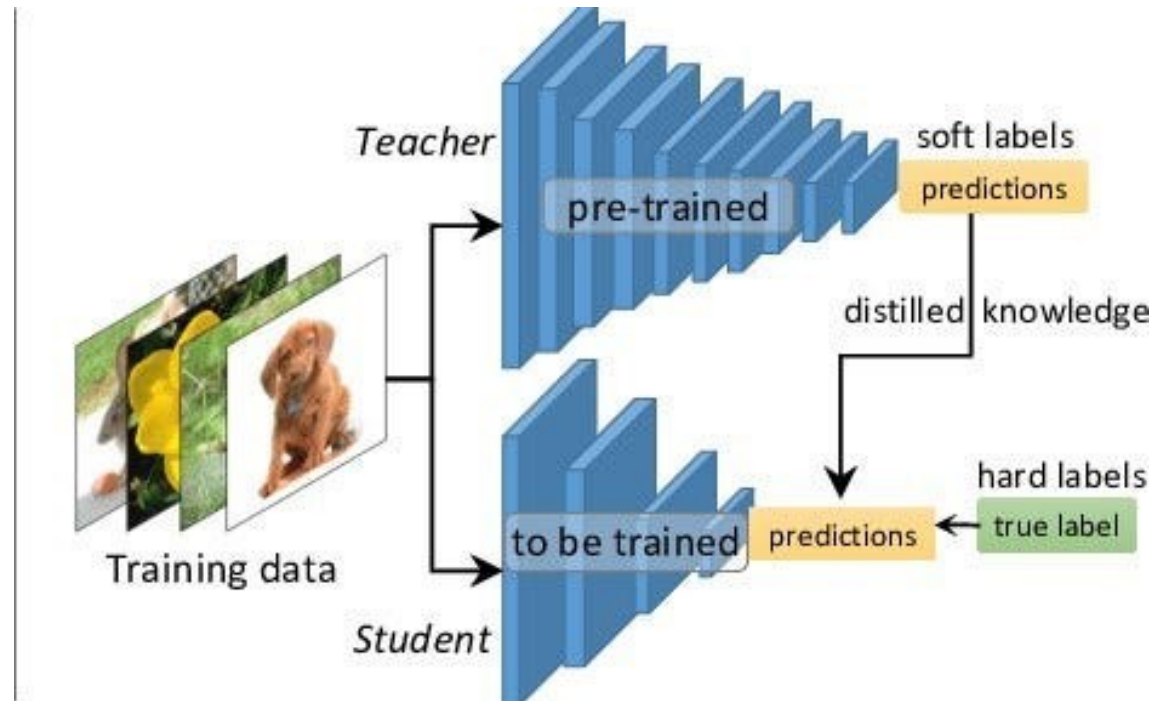 Teacher
soft labels
predictions
pre-trained
distilled knowledge
hard labels
to be trained
predictions
true label
Training data
Student